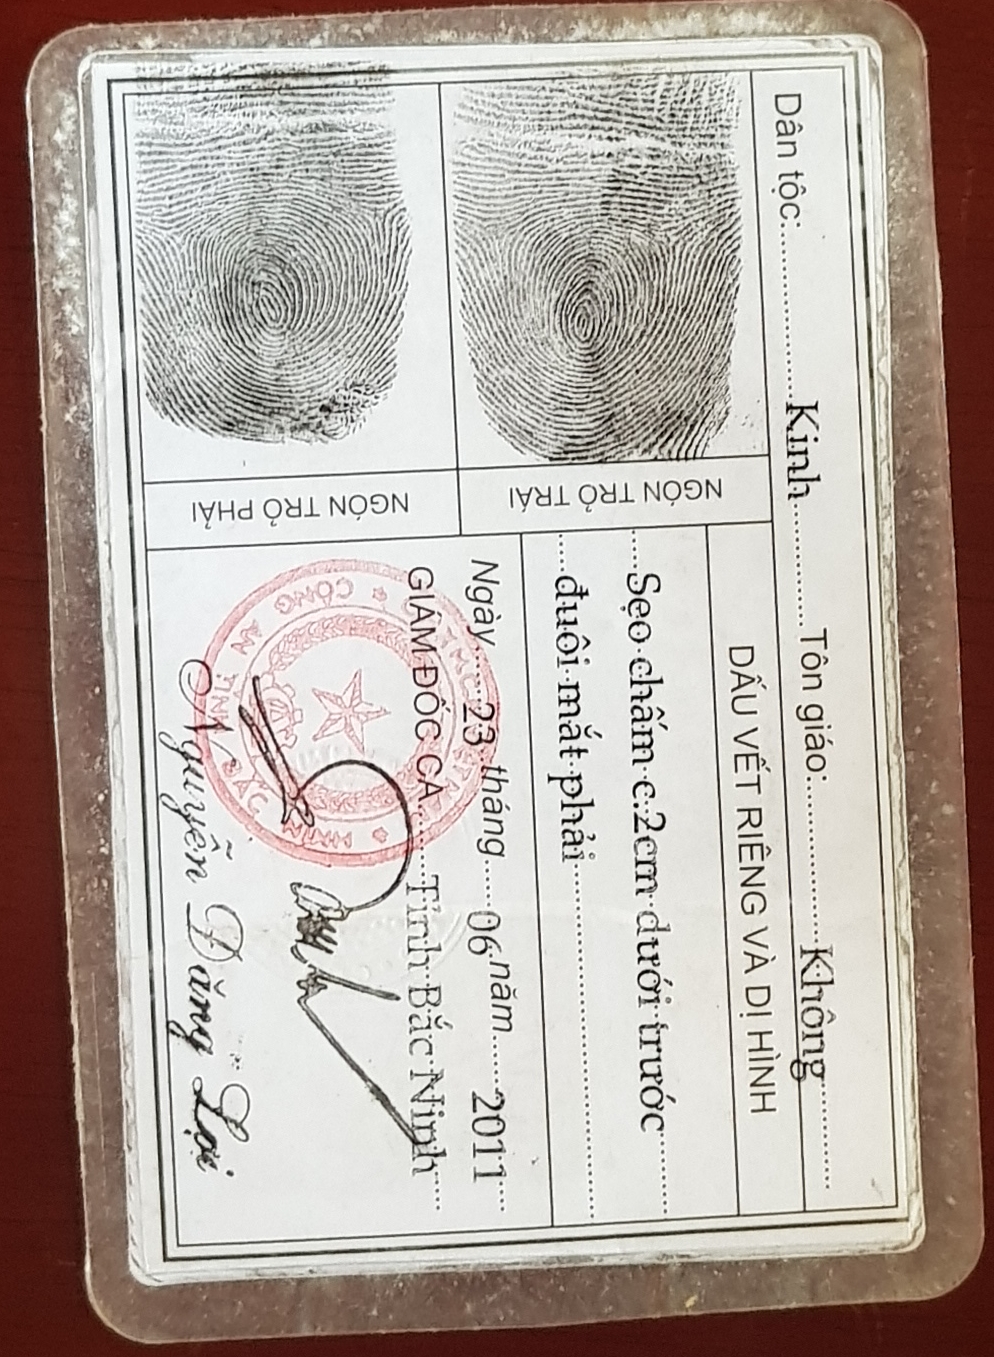 Dân tộc:........Kinh........Tôn giáo:........Không........
NGÓN TRỎ TRÁI
NGÓN TRỎ PHẢI
DẤU VẾT RIÊNG VÀ DỊ HÌNH
Sẹo chấm c.2cm dưới trước
đuôi mắt phải
Ngày 23 tháng 06 năm 2011
GIÁM ĐỐC CA Tỉnh Bắc Ninh
CÔNG AN TỈNH BẮC NINH
Nguyễn Đăng Lợi